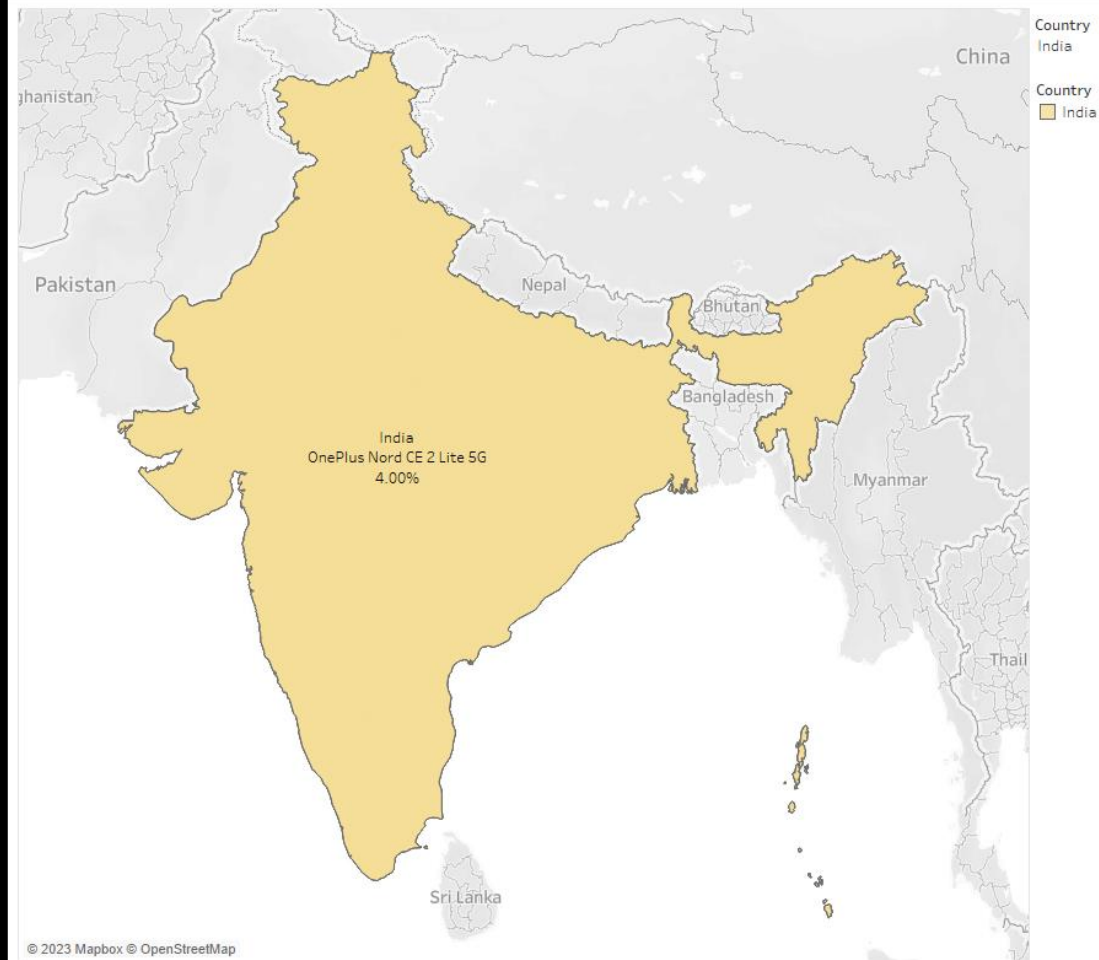 China
ghanistan
Pakistan
Nepal
Bhutan
Bangladesh
India
OnePlus Nord CE 2 Lite 5G
4.00%
Myanmar
Thail
Sri Lanka
© 2023 Mapbox © OpenStreetMap
Country
India
Country
India